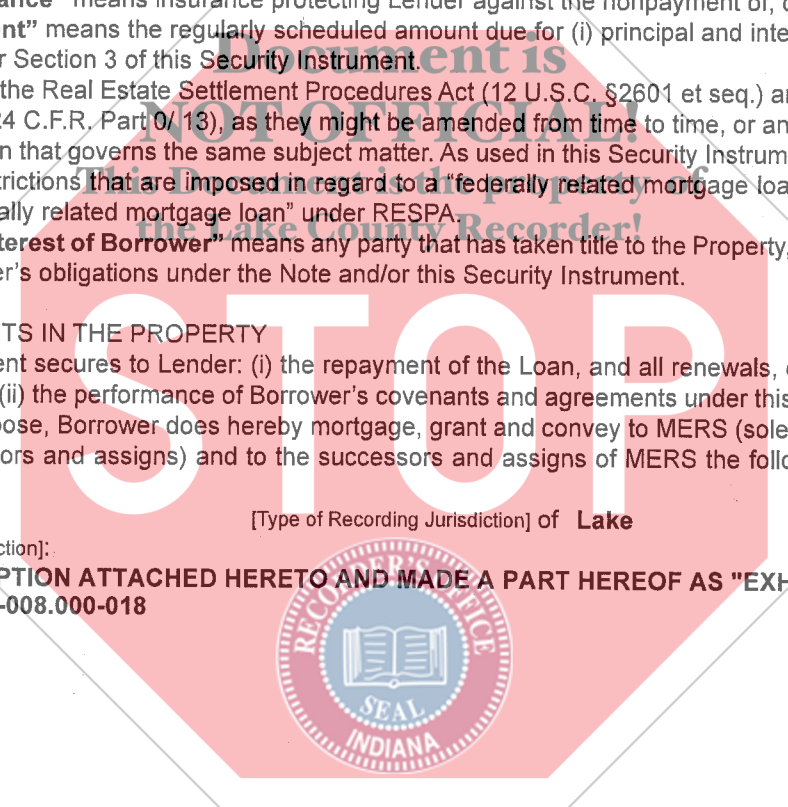 ance" means insurance protecting Lender against the nonpayment of, o
nt" means the regularly scheduled amount due for (i) principal and inte
r Section 3 of this Security Instrument.
Document is
the Real Estate Settlement Procedures Act (12 U.S.C. §2601 et seq.) a
24 C.F.R. Part 0/ 13), as they might be amended from time to time, or an
NOT OFFICIAL!
n that governs the same subject matter. As used in this Security Instrum
trictions that are imposed in regard to a "federally related mortgage loa
This Document is the property of
ally related mortgage loan" under RESPA.
the Lake County Recorder!
terest of Borrower" means any party that has taken title to the Property,
er's obligations under the Note and/or this Security Instrument.
TS IN THE PROPERTY
ent secures to Lender: (i) the repayment of the Loan, and all renewals,
(ii) the performance of Borrower's covenants and agreements under this
pose, Borrower does hereby mortgage, grant and convey to MERS (sole
ors and assigns) and to the successors and assigns of MERS the follo
STOP
[Type of Recording Jurisdiction] of Lake
ction]:
PTION ATTACHED HERETO AND MADE A PART HEREOF AS "EXH
-008.000-018
RECORDER'S OFFICE
SEAL
INDIANA